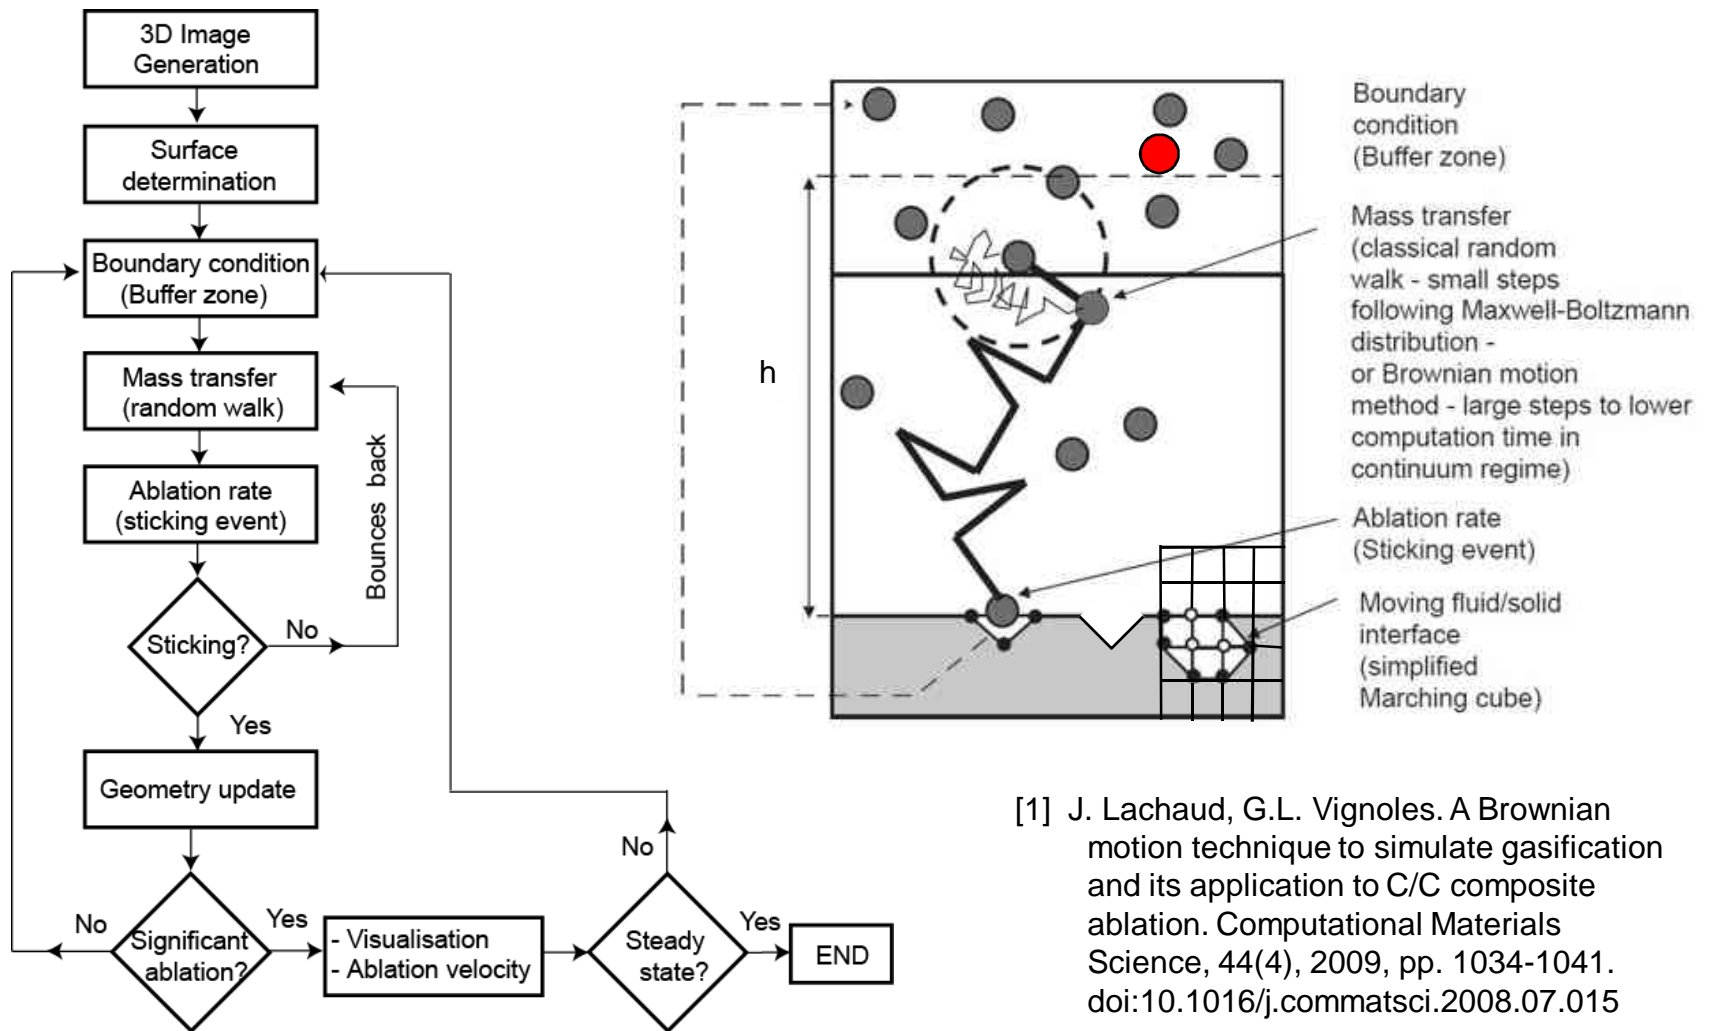 3D Image
Generation
Surface
determination
Boundary condition
(Buffer zone)
Mass transfer
(random walk)
Ablation rate
(sticking event)
Bounces back
Sticking?
No
Yes
Geometry update
No
Significant
ablation?
Yes
- Visualisation
- Ablation velocity
No
Steady
state?
Yes
END
h
Boundary
condition
(Buffer zone)
Mass transfer
(classical random
walk - small steps
following Maxwell-Boltzmann
distribution -
or Brownian motion
method - large steps to lower
computation time in
continuum regime)
Ablation rate
(Sticking event)
Moving fluid/solid
interface
(simplified
Marching cube)
[1] J. Lachaud, G.L. Vignoles. A Brownian
motion technique to simulate gasification
and its application to C/C composite
ablation. Computational Materials
Science, 44(4), 2009, pp. 1034-1041.
doi:10.1016/j.commatsci.2008.07.015